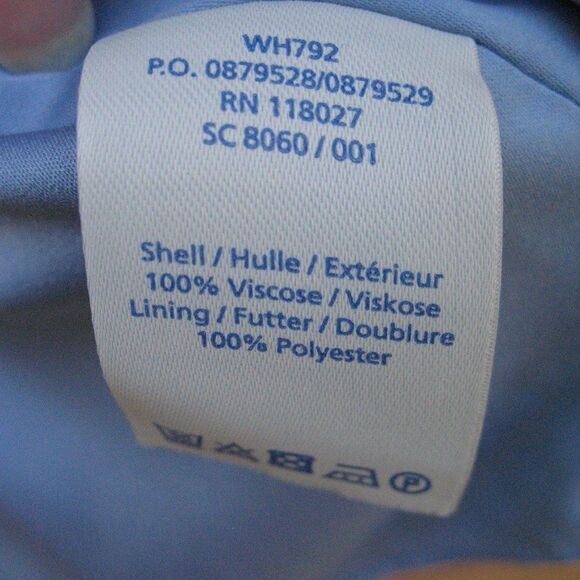 WH792
P.O. 0879528/0879529
RN 118027
SC 8060 / 001
Shell / Hulle / Extérieur
100% Viscose / Viskose
Lining / Futter / Doublure
100% Polyester
P